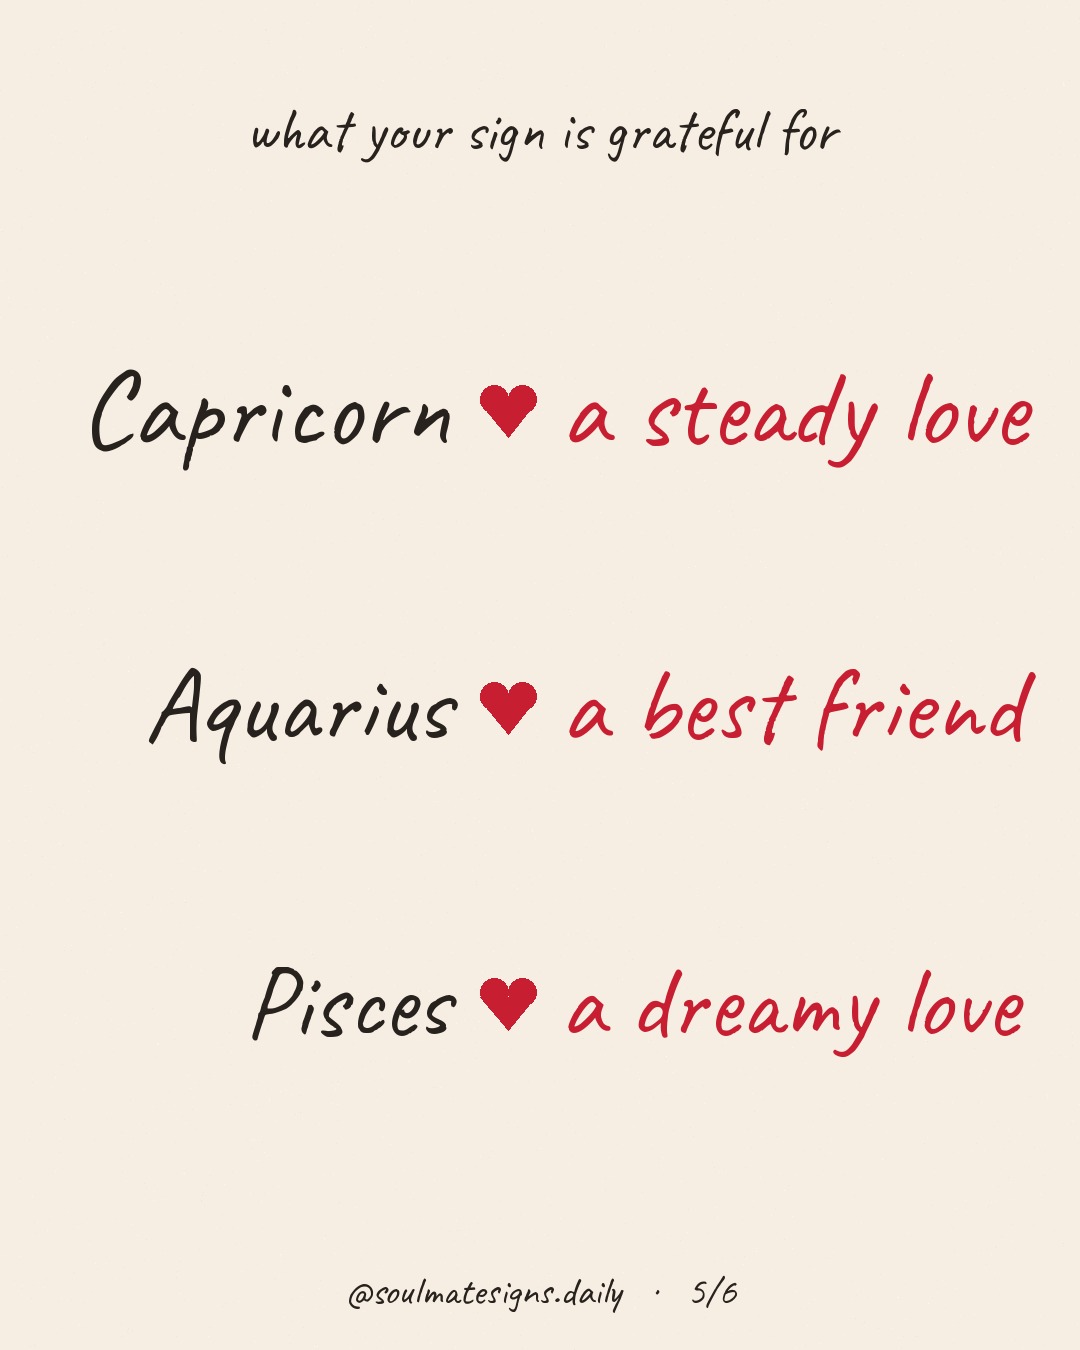 what your sign is grateful for
Capricorn ♥ a steady love
Aquarius ♥ a best friend
Pisces ♥ a dreamy love
@soulmatesigns.daily · 5/6